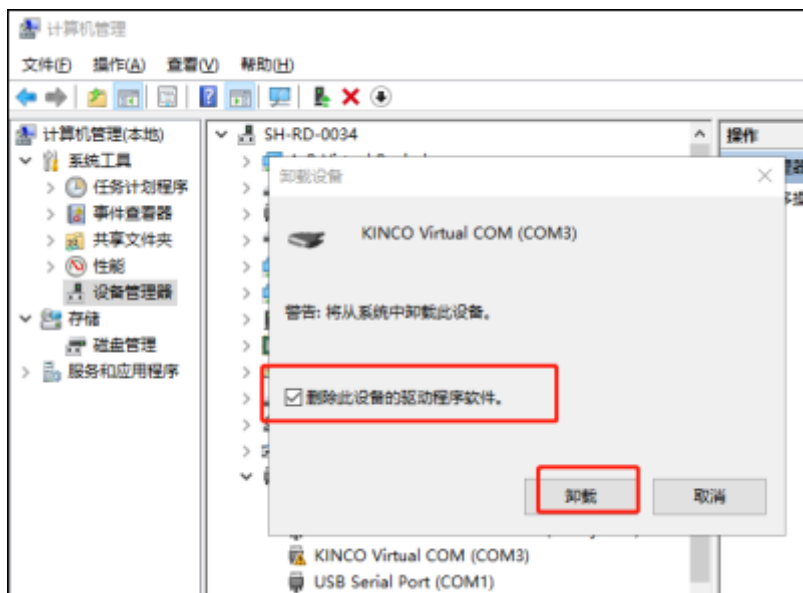 计算机管理
文件(F) 操作(A) 查看(V) 帮助(H)
计算机管理(本地)
系统工具
任务计划程序
事件查看器
共享文件夹
性能
设备管理器
存储
磁盘管理
服务和应用程序
SH-RD-0034
操作
卸载设备
KINCO Virtual COM (COM3)
警告: 将从系统中卸载此设备。
删除此设备的驱动程序软件。
卸载 取消
KINCO Virtual COM (COM3)
USB Serial Port (COM1)